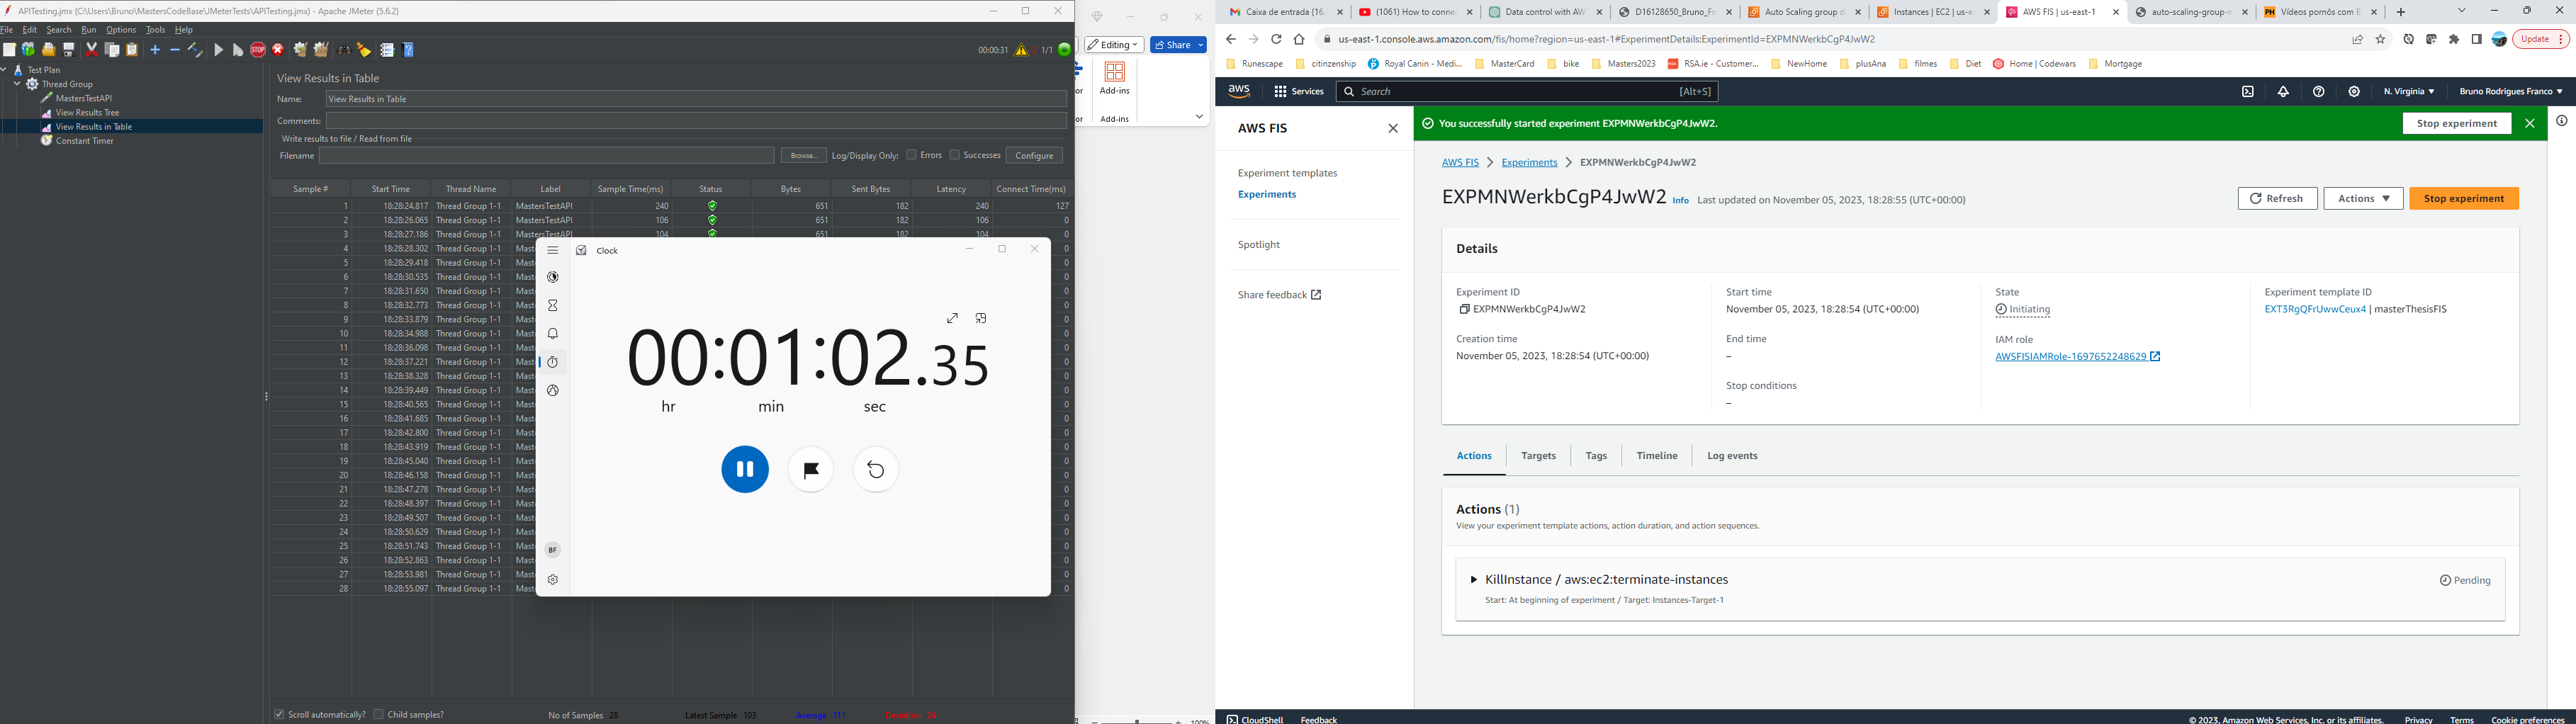 APITesting.jmx (C:\Users\Bruno\MastersCodeBase\JMeterTests\APITesting.jmx) - Apache JMeter (5.6.2)
File Edit Search Run Options Tools Help
00:00:31 1/1
Test Plan
Thread Group
MastersTestAPI
View Results Tree
View Results in Table
Constant Timer
View Results in Table
Name: View Results in Table
Comments:
Write results to file / Read from file
Filename Browse... Log/Display Only: Errors Successes Configure
Sample # Start Time Thread Name Label Sample Time(ms) Status Bytes Sent Bytes Latency Connect Time(ms)
1 18:28:24.817 Thread Group 1-1 MastersTestAPI 240 651 182 240 127
2 18:28:26.065 Thread Group 1-1 MastersTestAPI 106 651 182 106 0
3 18:28:27.186 Thread Group 1-1 MastersTestAPI 104 651 182 104 0
4 18:28:28.302 Thread Group 1-1 Mast 0
5 18:28:29.418 Thread Group 1-1 Mast 0
6 18:28:30.535 Thread Group 1-1 Mast 0
7 18:28:31.650 Thread Group 1-1 Mast 0
8 18:28:32.773 Thread Group 1-1 Mast 0
9 18:28:33.879 Thread Group 1-1 Mast 0
10 18:28:34.988 Thread Group 1-1 Mast 0
11 18:28:36.098 Thread Group 1-1 Mast 0
12 18:28:37.221 Thread Group 1-1 Mast 0
13 18:28:38.328 Thread Group 1-1 Mast 0
14 18:28:39.449 Thread Group 1-1 Mast 0
15 18:28:40.565 Thread Group 1-1 Mast 0
16 18:28:41.685 Thread Group 1-1 Mast 0
17 18:28:42.800 Thread Group 1-1 Mast 0
18 18:28:43.919 Thread Group 1-1 Mast 0
19 18:28:45.040 Thread Group 1-1 Mast 0
20 18:28:46.158 Thread Group 1-1 Mast 0
21 18:28:47.278 Thread Group 1-1 Mast 0
22 18:28:48.397 Thread Group 1-1 Mast 0
23 18:28:49.507 Thread Group 1-1 Mast 0
24 18:28:50.629 Thread Group 1-1 Mast 0
25 18:28:51.743 Thread Group 1-1 Mast 0
26 18:28:52.863 Thread Group 1-1 Mast 0
27 18:28:53.981 Thread Group 1-1 Mast 0
28 18:28:55.097 Thread Group 1-1 Mast 0
Scroll automatically? Child samples? No of Samples 28 Latest Sample 103 Average 111 Deviation 24
Clock
00:01:02.35
hr min sec
BF
Editing Share
or Add-ins
or Add-ins
100%
Caixa de entrada (16. (1061) How to connec Data control with AW D16128650_Bruno_Fr Auto Scaling group d Instances | EC2 | us-e AWS FIS | us-east-1 auto-scaling-group-r PH Vídeos pornôs com E
us-east-1.console.aws.amazon.com/fis/home?region=us-east-1#ExperimentDetails:ExperimentId=EXPMNWerkbCgP4JwW2 Update
Runescape citinzenship Royal Canin - Medi... MasterCard bike Masters2023 RSA.ie - Customer... NewHome plusAna filmes Diet Home | Codewars Mortgage
aws Services Search [Alt+S] N. Virginia Bruno Rodrigues Franco
AWS FIS
Experiment templates
Experiments
Spotlight
Share feedback
You successfully started experiment EXPMNWerkbCgP4JwW2. Stop experiment
AWS FIS Experiments EXPMNWerkbCgP4JwW2
EXPMNWerkbCgP4JwW2 Info Last updated on November 05, 2023, 18:28:55 (UTC+00:00) Refresh Actions Stop experiment
Details
Experiment ID
EXPMNWerkbCgP4JwW2
Creation time
November 05, 2023, 18:28:54 (UTC+00:00)
Start time
November 05, 2023, 18:28:54 (UTC+00:00)
End time
–
Stop conditions
–
State
Initiating
IAM role
AWSFISIAMRole-1697652248629
Experiment template ID
EXT3RgQFrUwwCeux4 | masterThesisFIS
Actions Targets Tags Timeline Log events
Actions (1)
View your experiment template actions, action duration, and action sequences.
KillInstance / aws:ec2:terminate-instances Pending
Start: At beginning of experiment / Target: Instances-Target-1
CloudShell Feedback © 2023, Amazon Web Services, Inc. or its affiliates. Privacy Terms Cookie preferences